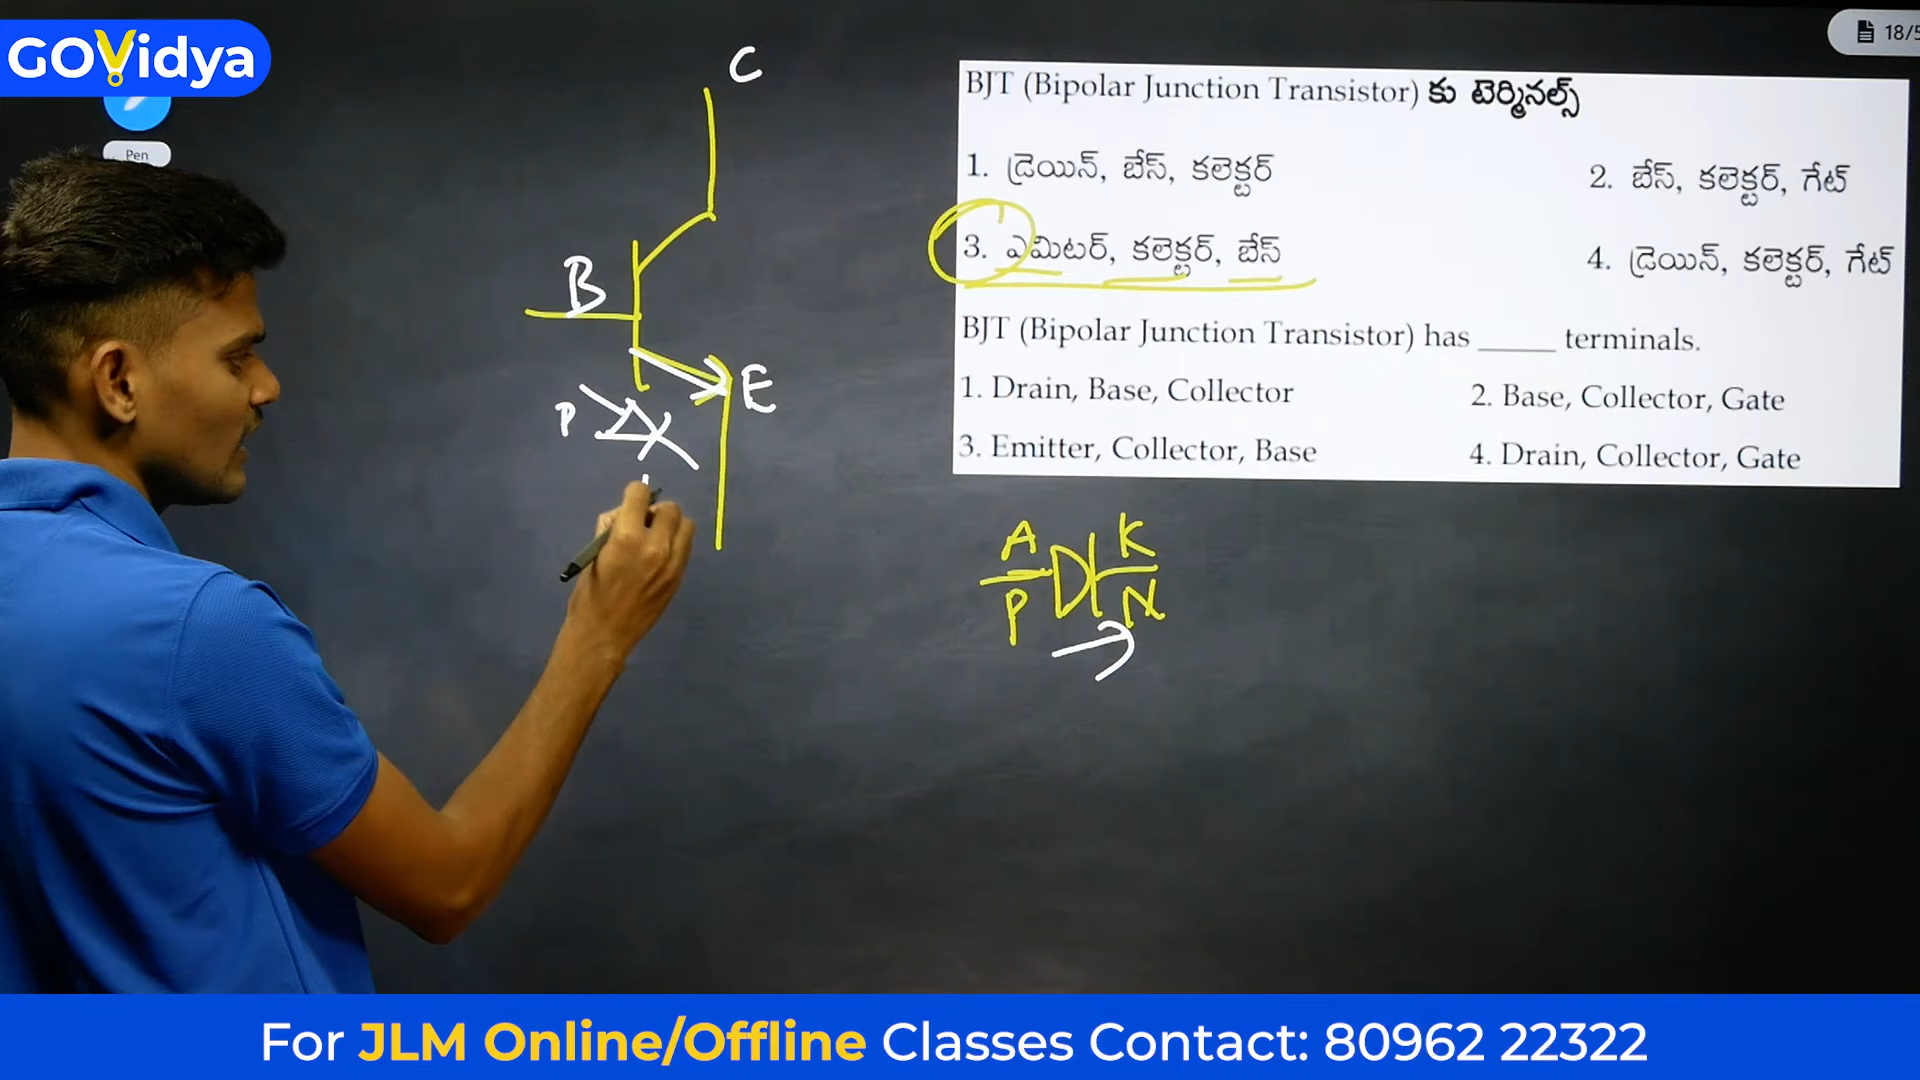 GOVidya
Pen
18/5
BJT (Bipolar Junction Transistor) కు టెర్మినల్స్
1. డ్రెయిన్, బేస్, కలెక్టర్
2. బేస్, కలెక్టర్, గేట్
3. ఎమిటర్, కలెక్టర్, బేస్
4. డ్రెయిన్, కలెక్టర్, గేట్
BJT (Bipolar Junction Transistor) has _____ terminals.
1. Drain, Base, Collector
2. Base, Collector, Gate
3. Emitter, Collector, Base
4. Drain, Collector, Gate
C
B
E
P
A K
P N
For JLM Online/Offline Classes Contact: 80962 22322